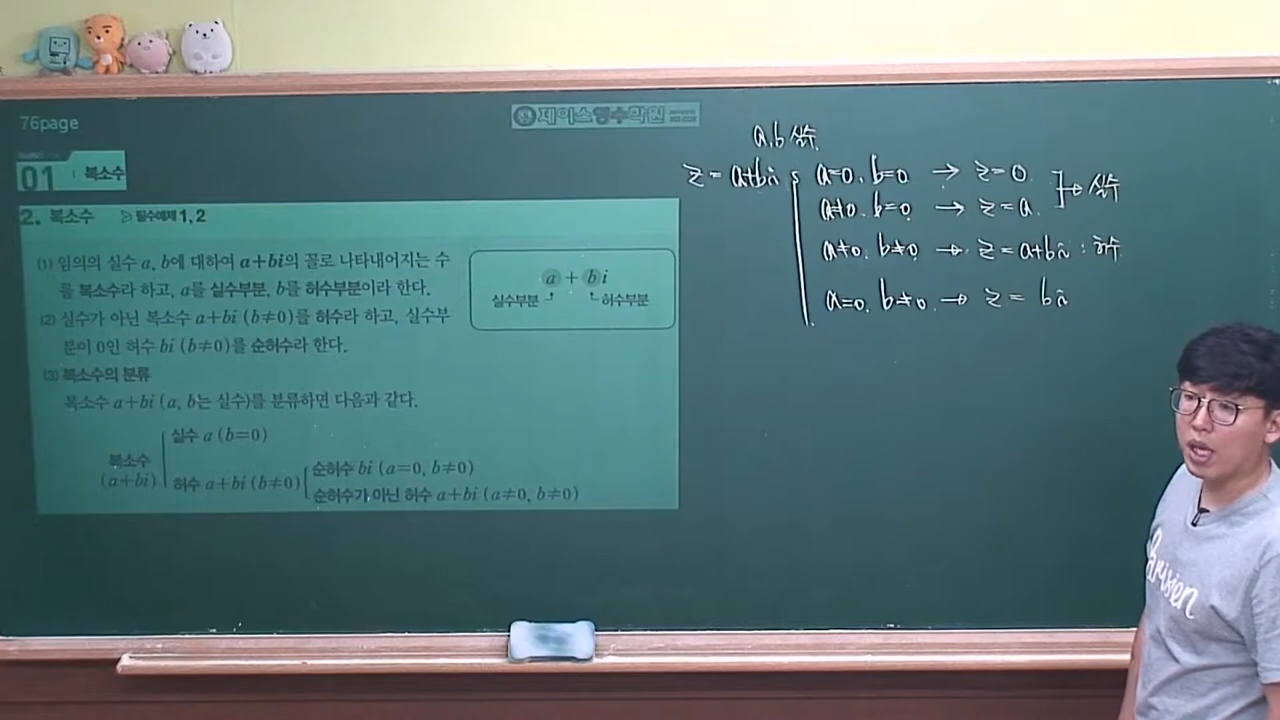 76page
제이스영수학원
01 복소수
2. 복소수 ▷ 필수예제 1, 2
(1) 임의의 실수 a, b에 대하여 a+bi의 꼴로 나타내어지는 수
를 복소수라 하고, a를 실수부분, b를 허수부분이라 한다.
(2) 실수가 아닌 복소수 a+bi (b≠0)를 허수라 하고, 실수부
분이 0인 허수 bi (b≠0)를 순허수라 한다.
(3) 복소수의 분류
복소수 a+bi (a, b는 실수)를 분류하면 다음과 같다.
실수 a (b=0)
복소수
(a+bi)
허수 a+bi (b≠0)
순허수 bi (a=0, b≠0)
순허수가 아닌 허수 a+bi (a≠0, b≠0)
a + bi
실수부분 허수부분
a, b 실수
z = a+bi
a=0, b=0 → z=0
a≠0, b=0 → z=a
→ 실수
a≠0, b≠0 → z=a+bi : 허수
a=0, b≠0 → z= bi
Parisien